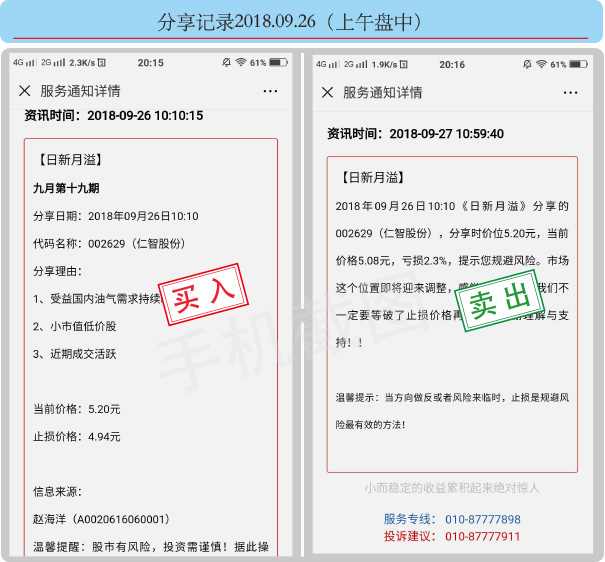 分享记录2018.09.26（上午盘中）
4G 2G 2.3K/s 20:15 61%
服务通知详情
资讯时间：2018-09-26 10:10:15
【日新月溢】
九月第十九期
分享日期：2018年09月26日10:10
代码名称：002629（仁智股份）
分享理由：
1、受益国内油气需求持续
2、小市值低价股
3、近期成交活跃
买入
当前价格：5.20元
止损价格：4.94元
信息来源：
赵海洋（A0020616060001）
温馨提醒：股市有风险，投资需谨慎！据此操
4G 2G 1.9K/s 20:16 61%
服务通知详情
资讯时间：2018-09-27 10:59:40
【日新月溢】
2018年09月26日10:10《日新月溢》分享的
002629（仁智股份），分享时价位5.20元，当前
价格5.08元，亏损2.3%，提示您规避风险。市场
这个位置即将迎来调整，我们不
一定要等破了止损价格再理解与支
持！！
卖出
温馨提示：当方向做反或者风险来临时，止损是规避风
险最有效的方法！
小而稳定的收益累积起来绝对惊人
服务专线： 010-87777898
投诉建议： 010-87777911
手机截图